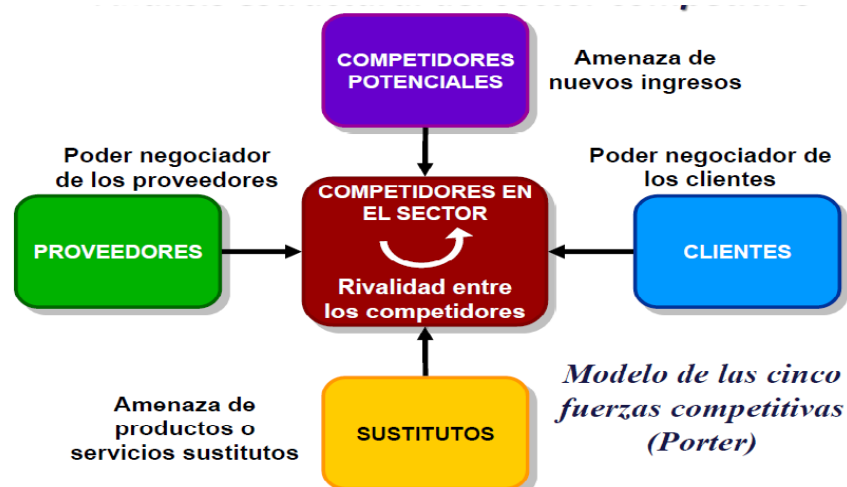 COMPETIDORES
POTENCIALES
Amenaza de
nuevos ingresos
Poder negociador
de los proveedores
Poder negociador de
los clientes
PROVEEDORES
COMPETIDORES EN
EL SECTOR
Rivalidad entre
los competidores
CLIENTES
Amenaza de
productos o
servicios sustitutos
SUSTITUTOS
Modelo de las cinco
fuerzas competitivas
(Porter)